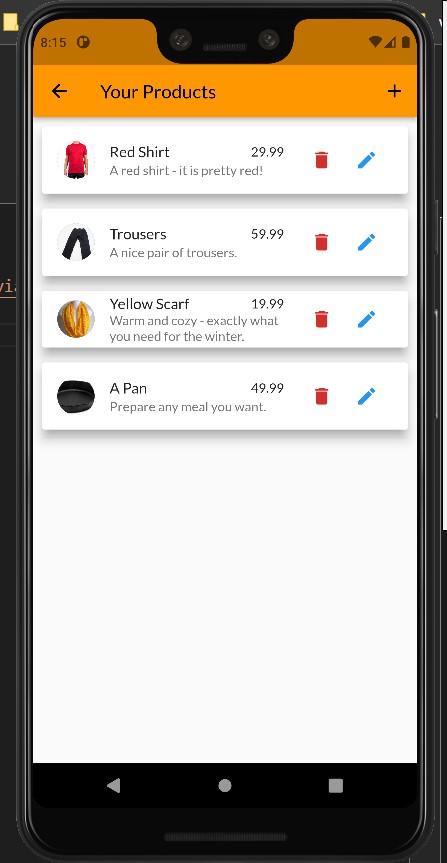 8:15
Your Products
Red Shirt 29.99
A red shirt - it is pretty red!
Trousers 59.99
A nice pair of trousers.
Yellow Scarf 19.99
Warm and cozy - exactly what
you need for the winter.
A Pan 49.99
Prepare any meal you want.